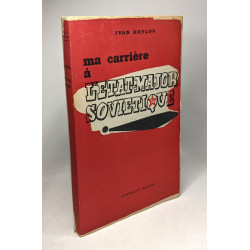 IVAN KRYLOV
ma carrière
à
L'ETAT-MAJOR
SOVIETIQUE